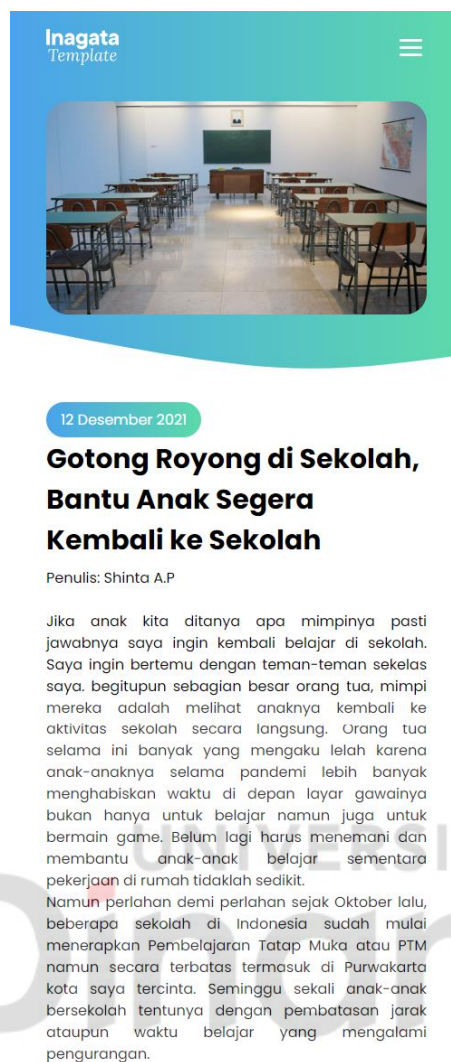 Inagata
Template
12 Desember 2021
Gotong Royong di Sekolah,
Bantu Anak Segera
Kembali ke Sekolah
Penulis: Shinta A.P
Jika anak kita ditanya apa mimpinya pasti
jawabnya saya ingin kembali belajar di sekolah.
Saya ingin bertemu dengan teman-teman sekelas
saya. begitupun sebagian besar orang tua, mimpi
mereka adalah melihat anaknya kembali ke
aktivitas sekolah secara langsung. Orang tua
selama ini banyak yang mengaku lelah karena
anak-anaknya selama pandemi lebih banyak
menghabiskan waktu di depan layar gawainya
bukan hanya untuk belajar namun juga untuk
bermain game. Belum lagi harus menemani dan
membantu anak-anak belajar sementara
pekerjaan di rumah tidaklah sedikit.
Namun perlahan demi perlahan sejak Oktober lalu,
beberapa sekolah di Indonesia sudah mulai
menerapkan Pembelajaran Tatap Muka atau PTM
namun secara terbatas termasuk di Purwakarta
kota saya tercinta. Seminggu sekali anak-anak
bersekolah tentunya dengan pembatasan jarak
ataupun waktu belajar yang mengalami
pengurangan.
UNIVERSI
Dinar